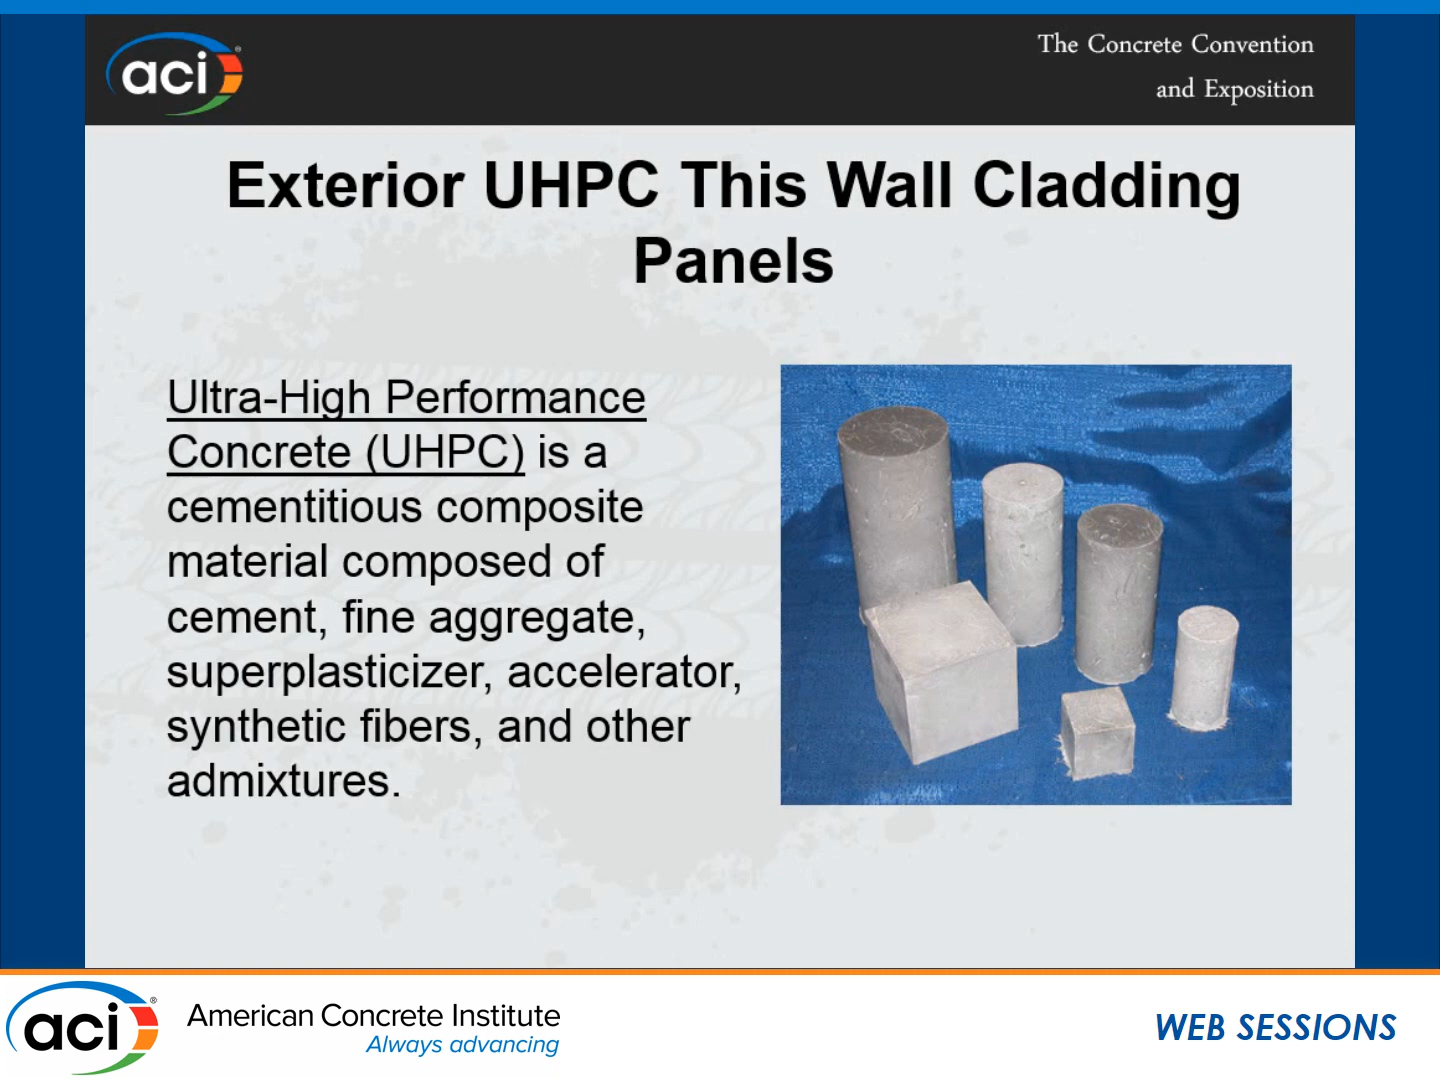 aci®
The Concrete Convention
and Exposition
Exterior UHPC This Wall Cladding
Panels
Ultra-High Performance
Concrete (UHPC) is a
cementitious composite
material composed of
cement, fine aggregate,
superplasticizer, accelerator,
synthetic fibers, and other
admixtures.
aci®
American Concrete Institute
Always advancing
WEB SESSIONS